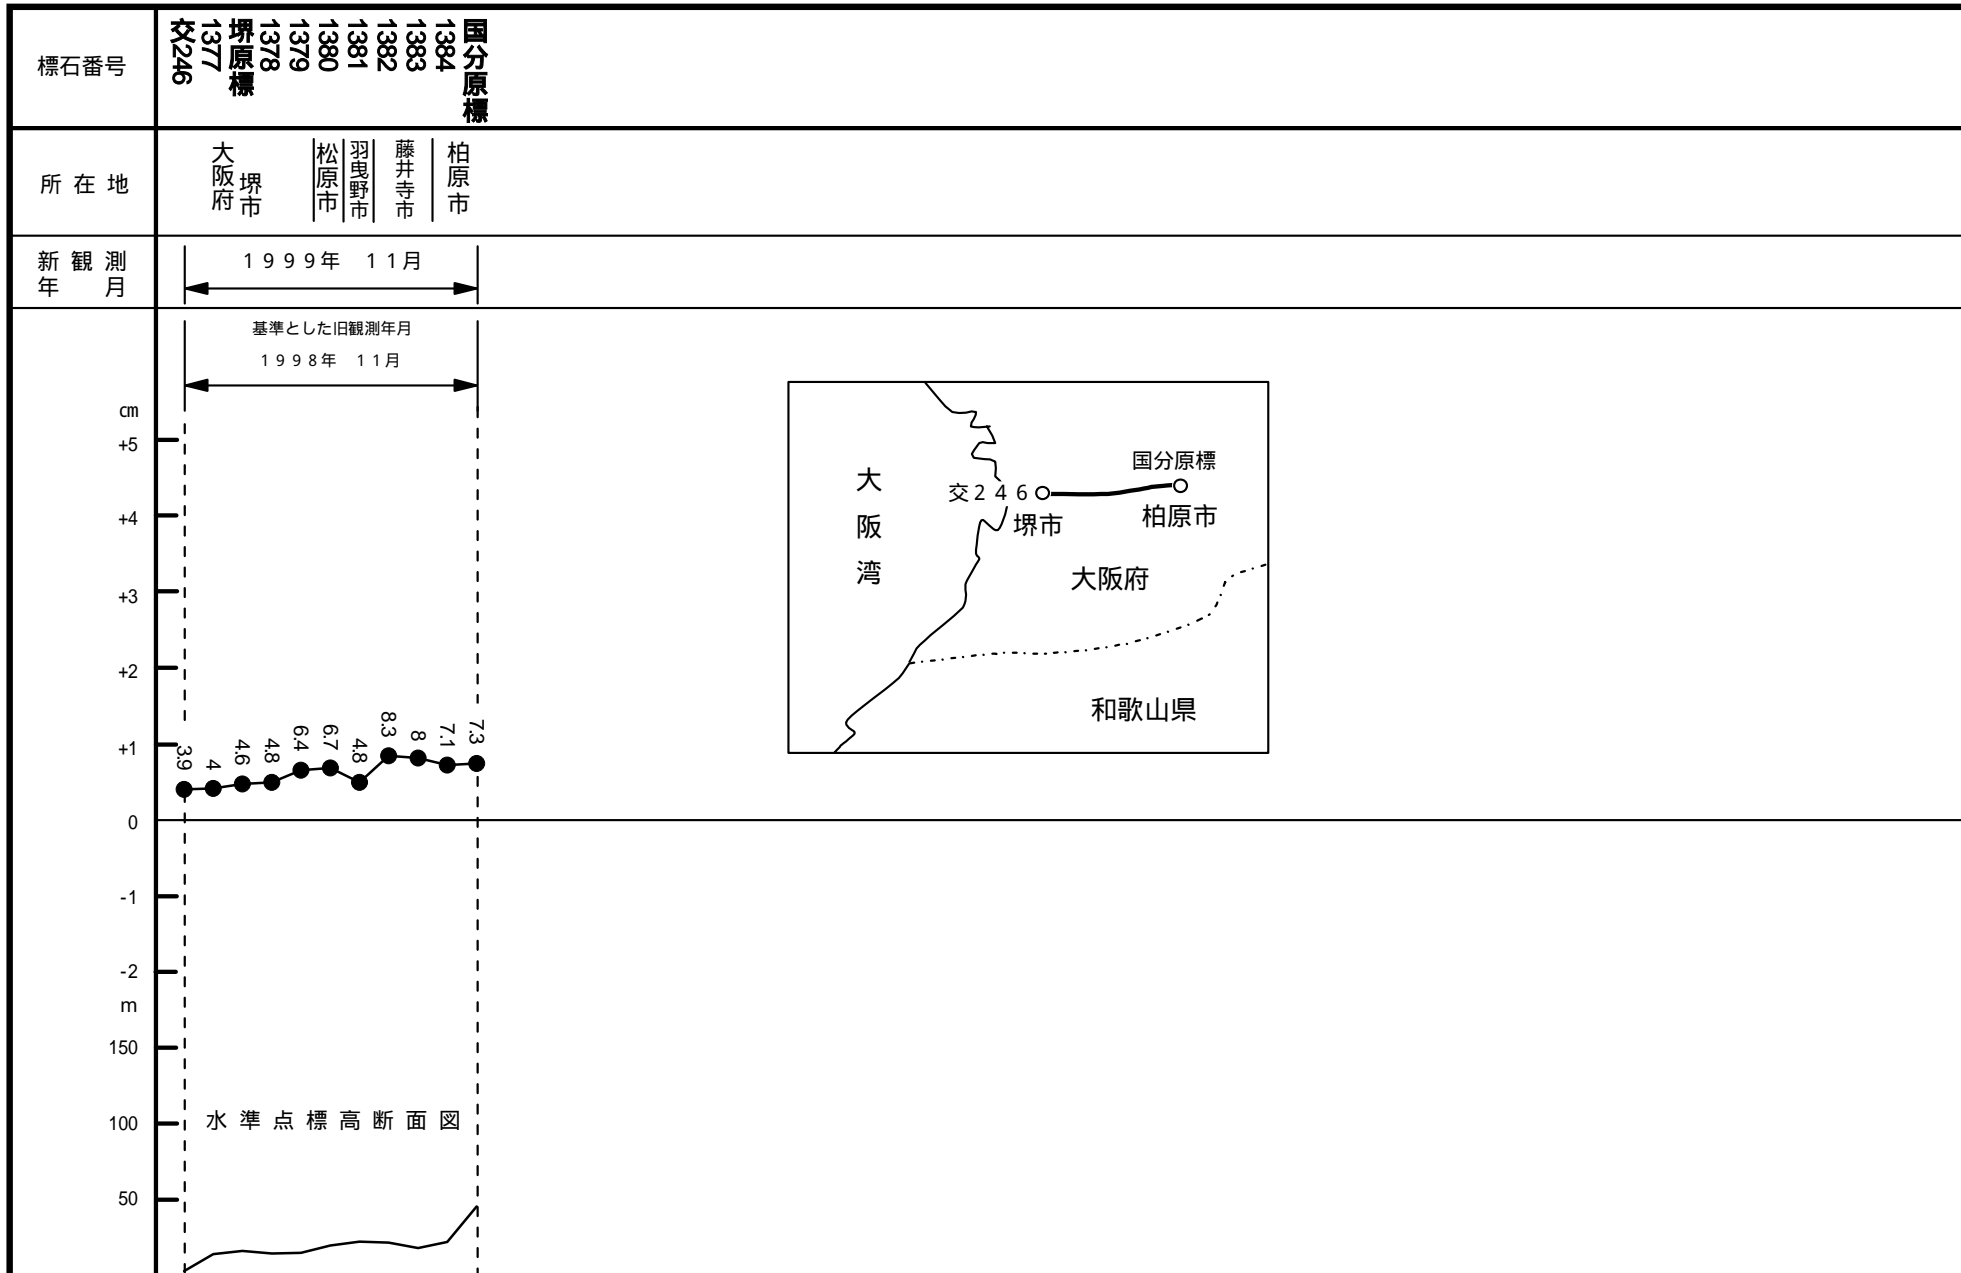 標石番号
交246
1377
堺原標
1378
1379
1380
1381
1382
1383
1384
国分原標
所在地
大阪府
堺市
松原市
羽曳野市
藤井寺市
柏原市
新観測
年月
1999年 11月
基準とした旧観測年月
1998年 11月
cm
+5
+4
+3
+2
+1
0
-1
-2
3.9
4
4.6
4.8
6.4
6.7
4.8
8.3
8
7.1
7.3
m
150
100
50
水準点標高断面図
大阪湾
交246
堺市
国分原標
柏原市
大阪府
和歌山県